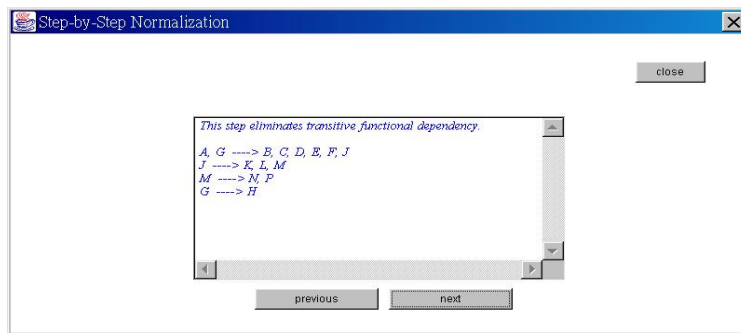 Step-by-Step Normalization
close
This step eliminates transitive functional dependency.
A, G ----> B, C, D, E, F, J
J ----> K, L, M
M ----> N, P
G ----> H
previous
next